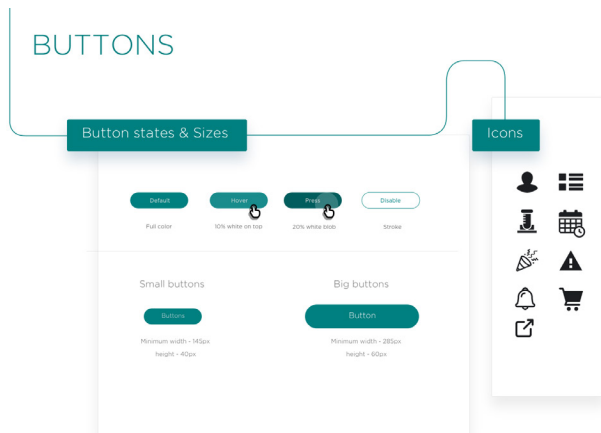 BUTTONS
Button states & Sizes
Icons
Default
Hover
Press
Disable
Full color
10% white on top
20% white blob
Stroke
Small buttons
Big buttons
Buttons
Button
Minimum width - 145px
height - 40px
Minimum width - 285px
height - 60px